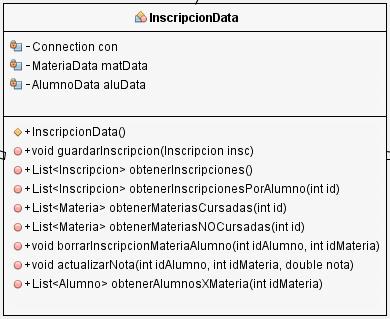 InscripcionData
- Connection con
- MateriaData matData
- AlumnoData aluData
+InscripcionData()
+void guardarInscripcion(Inscripcion insc)
+List<Inscripcion> obtenerInscripciones()
+List<Inscripcion> obtenerInscripcionesPorAlumno(int id)
+List<Materia> obtenerMateriasCursadas(int id)
+List<Materia> obtenerMateriasNOCursadas(int id)
+void borrarInscripcionMateriaAlumno(int idAlumno, int idMateria)
+void actualizarNota(int idAlumno, int idMateria, double nota)
+List<Alumno> obtenerAlumnosXMateria(int idMateria)